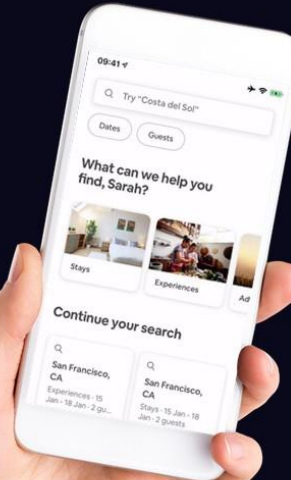 09:41
Try "Costa del Sol"
Dates
Guests
What can we help you
find, Sarah?
Stays
Experiences
Ad
Continue your search
San Francisco,
CA
Experiences · 15
Jan - 18 Jan · 2 gu...
San Francisco,
CA
Stays · 15 Jan - 18
Jan · 2 guests